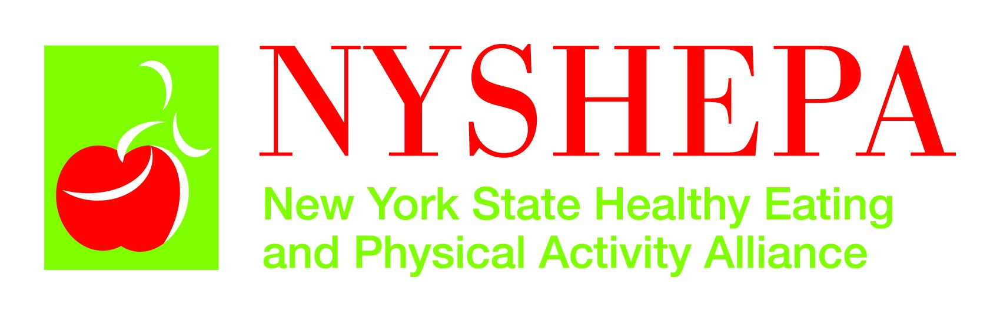 NYSHEPA
New York State Healthy Eating
and Physical Activity Alliance